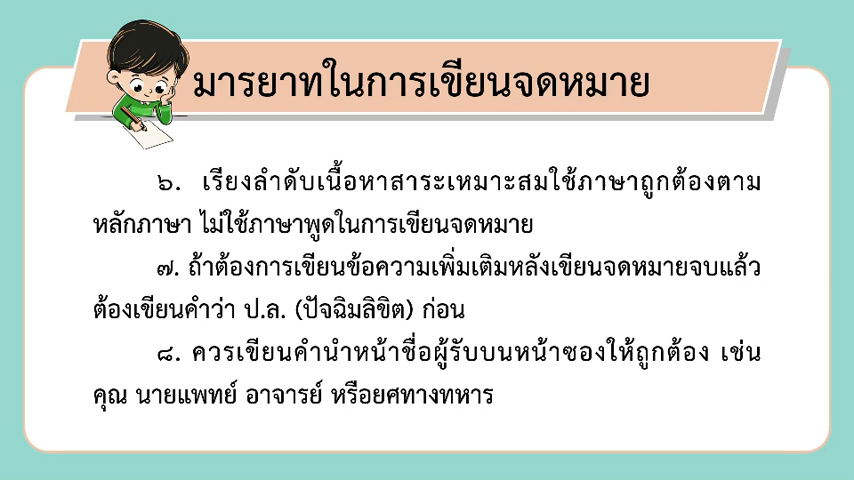 มารยาทในการเขียนจดหมาย
๖. เรียงลำดับเนื้อหาสาระเหมาะสมใช้ภาษาถูกต้องตาม
หลักภาษา ไม่ใช้ภาษาพูดในการเขียนจดหมาย
๗. ถ้าต้องการเขียนข้อความเพิ่มเติมหลังเขียนจดหมายจบแล้ว
ต้องเขียนคำว่า ป.ล. (ปัจฉิมลิขิต) ก่อน
๘. ควรเขียนคำนำหน้าชื่อผู้รับบนหน้าซองให้ถูกต้อง เช่น
คุณ นายแพทย์ อาจารย์ หรือยศทางทหาร